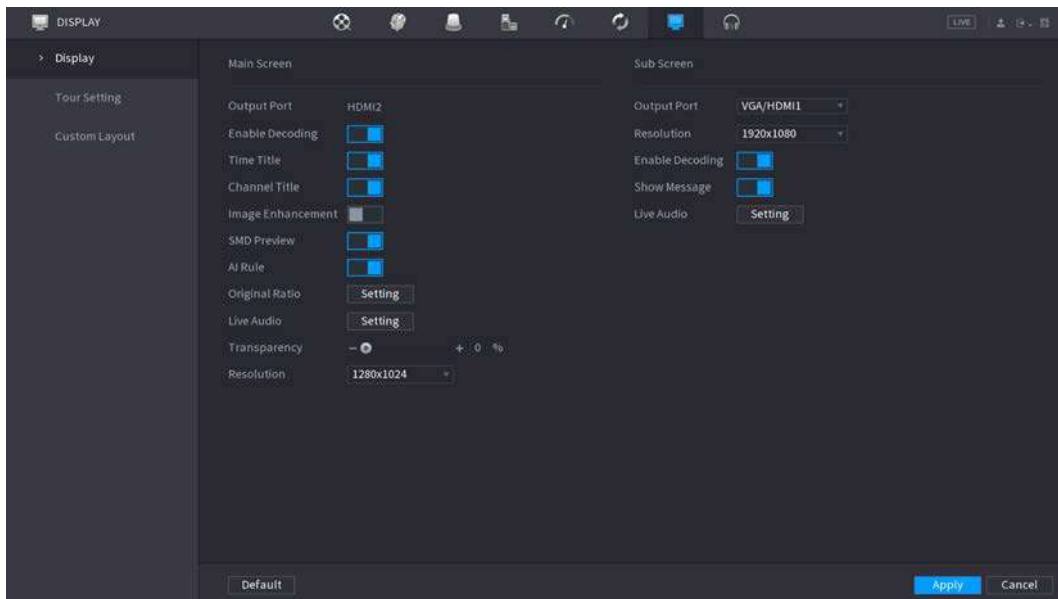 DISPLAY
LIVE
Display
Tour Setting
Custom Layout
Main Screen
Output Port HDMI2
Enable Decoding
Time Title
Channel Title
Image Enhancement
SMD Preview
AI Rule
Original Ratio Setting
Live Audio Setting
Transparency - + 0 %
Resolution 1280x1024
Sub Screen
Output Port VGA/HDMI1
Resolution 1920x1080
Enable Decoding
Show Message
Live Audio Setting
Default
Apply
Cancel